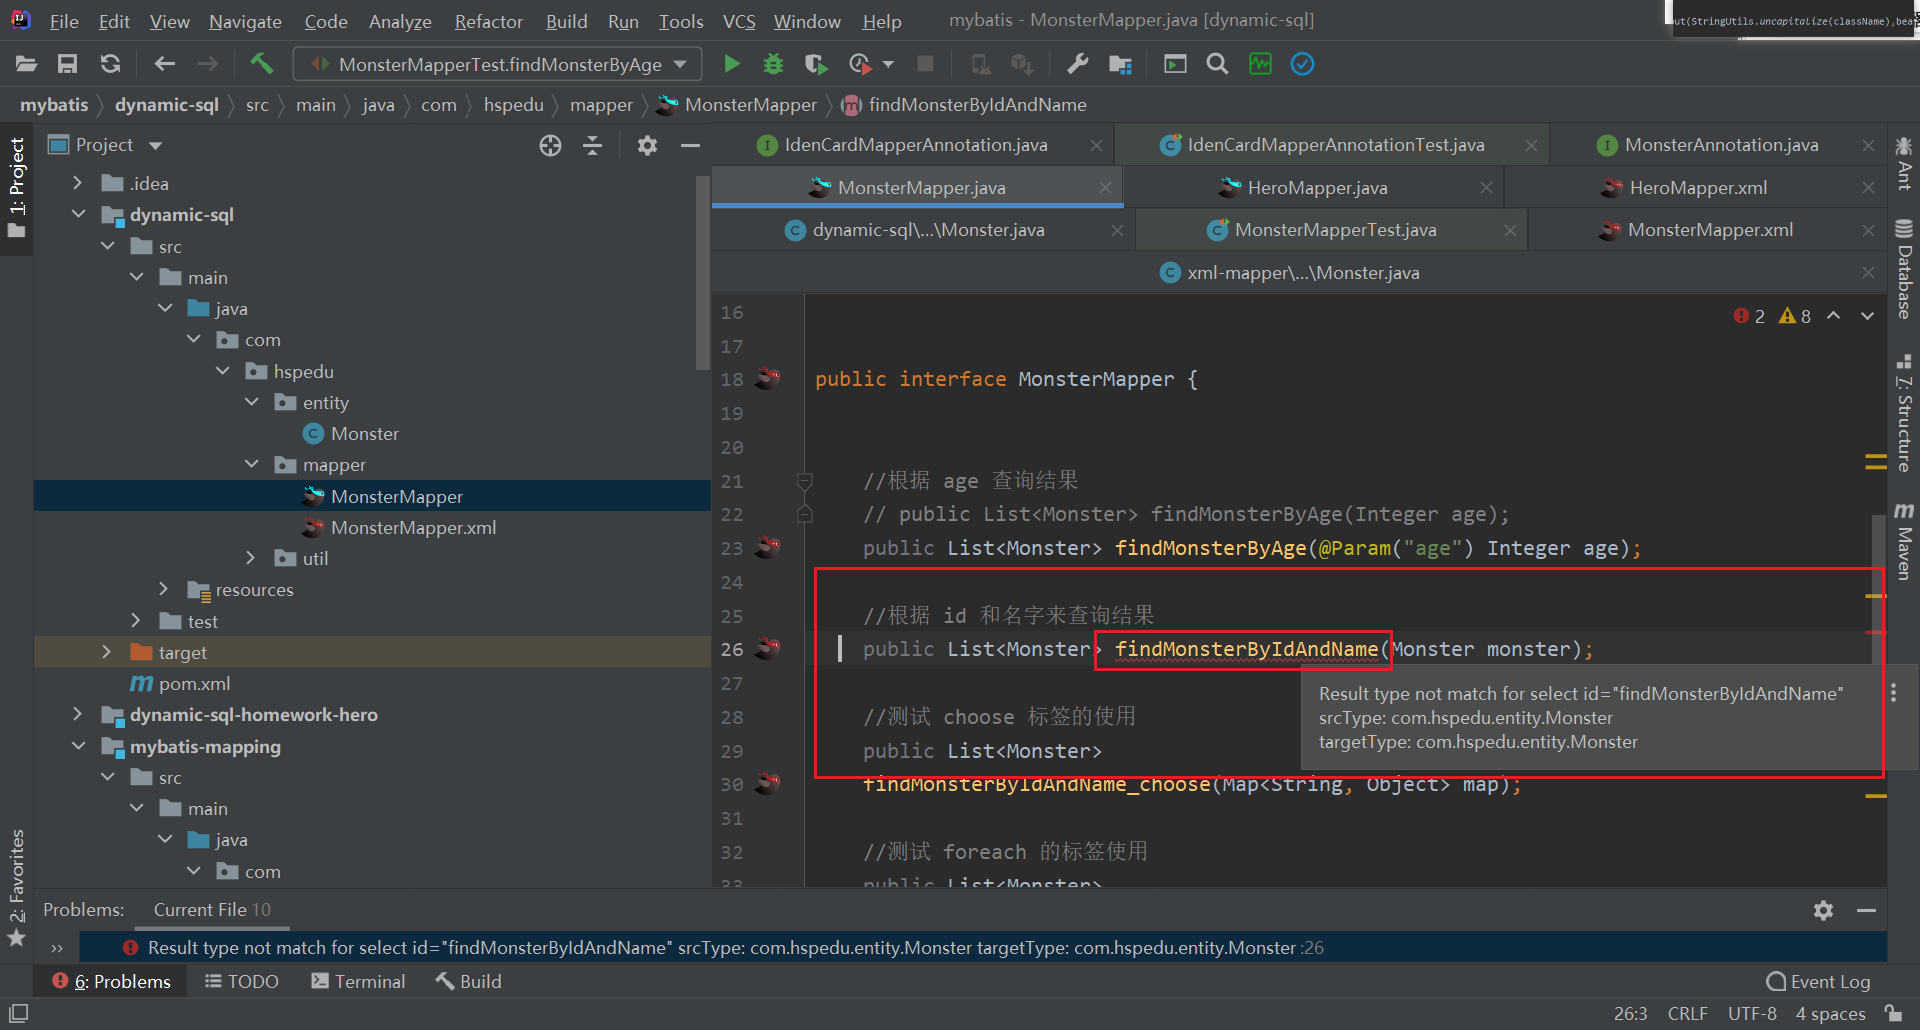 File Edit View Navigate Code Analyze Refactor Build Run Tools VCS Window Help mybatis - MonsterMapper.java [dynamic-sql]
ut(StringUtils.uncapitalize(className),bea
MonsterMapperTest.findMonsterByAge
mybatis dynamic-sql src main java com hspedu mapper MonsterMapper findMonsterByIdAndName
1: Project
Project
.idea
dynamic-sql
src
main
java
com
hspedu
entity
Monster
mapper
MonsterMapper
MonsterMapper.xml
util
resources
test
target
pom.xml
dynamic-sql-homework-hero
mybatis-mapping
src
main
java
com
2: Favorites
IdenCardMapperAnnotation.java IdenCardMapperAnnotationTest.java MonsterAnnotation.java
MonsterMapper.java HeroMapper.java HeroMapper.xml
dynamic-sql\...\Monster.java MonsterMapperTest.java MonsterMapper.xml
xml-mapper\...\Monster.java
2 8
16
17
18 public interface MonsterMapper {
19
20
21 //根据 age 查询结果
22 // public List<Monster> findMonsterByAge(Integer age);
23 public List<Monster> findMonsterByAge(@Param("age") Integer age);
24
25 //根据 id 和名字来查询结果
26 public List<Monster> findMonsterByIdAndName(Monster monster);
27
Result type not match for select id="findMonsterByIdAndName"
srcType: com.hspedu.entity.Monster
targetType: com.hspedu.entity.Monster
28 //测试 choose 标签的使用
29 public List<Monster>
30 findMonsterByIdAndName_choose(Map<String, Object> map);
31
32 //测试 foreach 的标签使用
33 public List<Monster>
Ant
Database
7: Structure
m Maven
Problems: Current File 10
Result type not match for select id="findMonsterByIdAndName" srcType: com.hspedu.entity.Monster targetType: com.hspedu.entity.Monster :26
6: Problems TODO Terminal Build Event Log
26:3 CRLF UTF-8 4 spaces